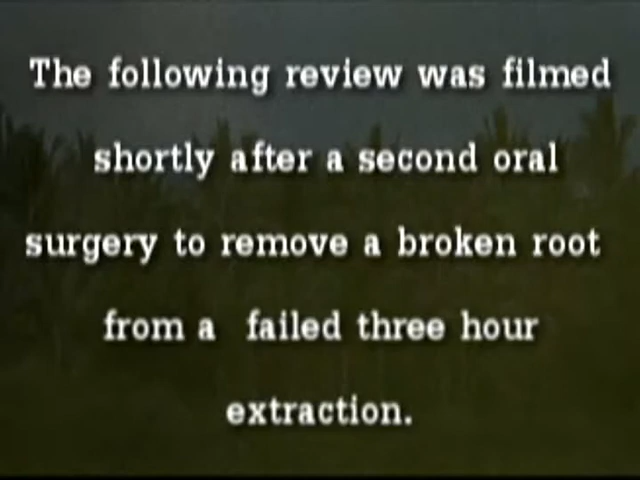 The following review was filmed
shortly after a second oral
surgery to remove a broken root
from a failed three hour
extraction.